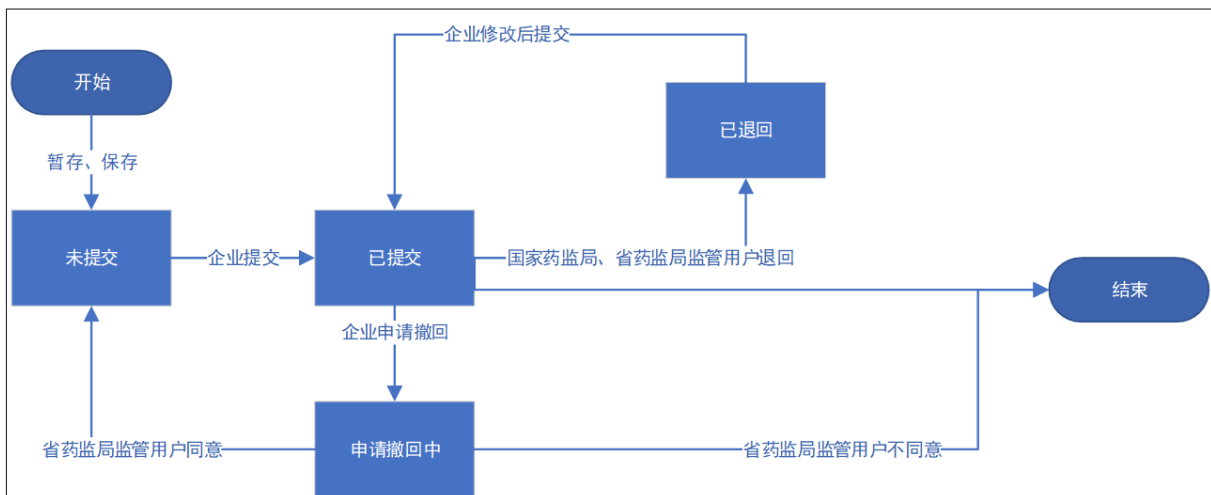 企业修改后提交
开始
已退回
暂存、保存
未提交
企业提交
已提交
国家药监局、省药监局监管用户退回
结束
企业申请撤回
省药监局监管用户同意
申请撤回中
省药监局监管用户不同意